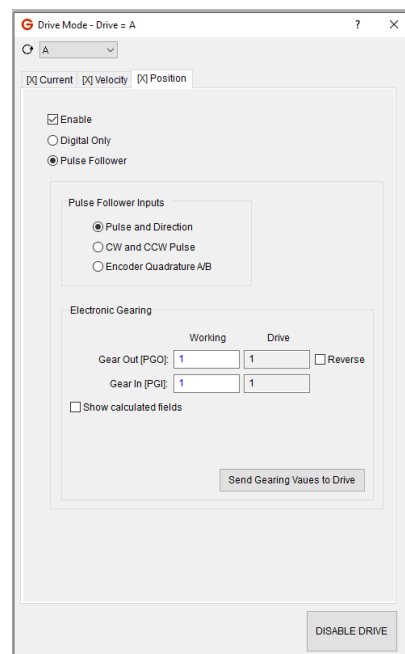 G Drive Mode - Drive = A ? ×
A
[X] Current [X] Velocity [X] Position
Enable
Digital Only
Pulse Follower
Pulse Follower Inputs
Pulse and Direction
CW and CCW Pulse
Encoder Quadrature A/B
Electronic Gearing
Working Drive
Gear Out [PGO]: 1 1 Reverse
Gear In [PGI]: 1 1
Show calculated fields
Send Gearing Vaues to Drive
DISABLE DRIVE